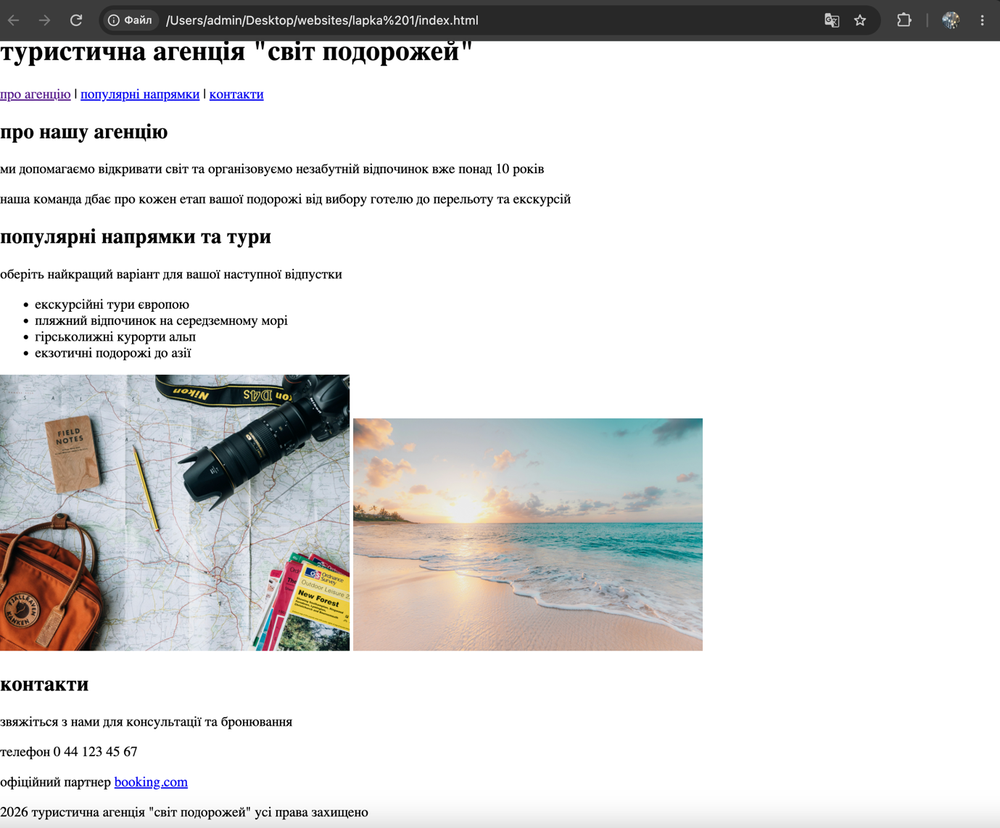 Файл /Users/admin/Desktop/websites/lapka%201/index.html
туристична агенція "світ подорожей"
про агенцію | популярні напрямки | контакти
про нашу агенцію
ми допомагаємо відкривати світ та організовуємо незабутній відпочинок вже понад 10 років
наша команда дбає про кожен етап вашої подорожі від вибору готелю до перельоту та екскурсій
популярні напрямки та тури
оберіть найкращий варіант для вашої наступної відпустки
екскурсійні тури європою
пляжний відпочинок на середземному морі
гірськолижні курорти альп
екзотичні подорожі до азії
Nikon
D4S
FIELD
NOTES
FJÄLLRÄVEN
KÅNKEN
Ordnance
Survey
Outdoor Leisure
New Forest
контакти
звяжіться з нами для консультації та бронювання
телефон 0 44 123 45 67
офіційний партнер booking.com
2026 туристична агенція "світ подорожей" усі права захищено